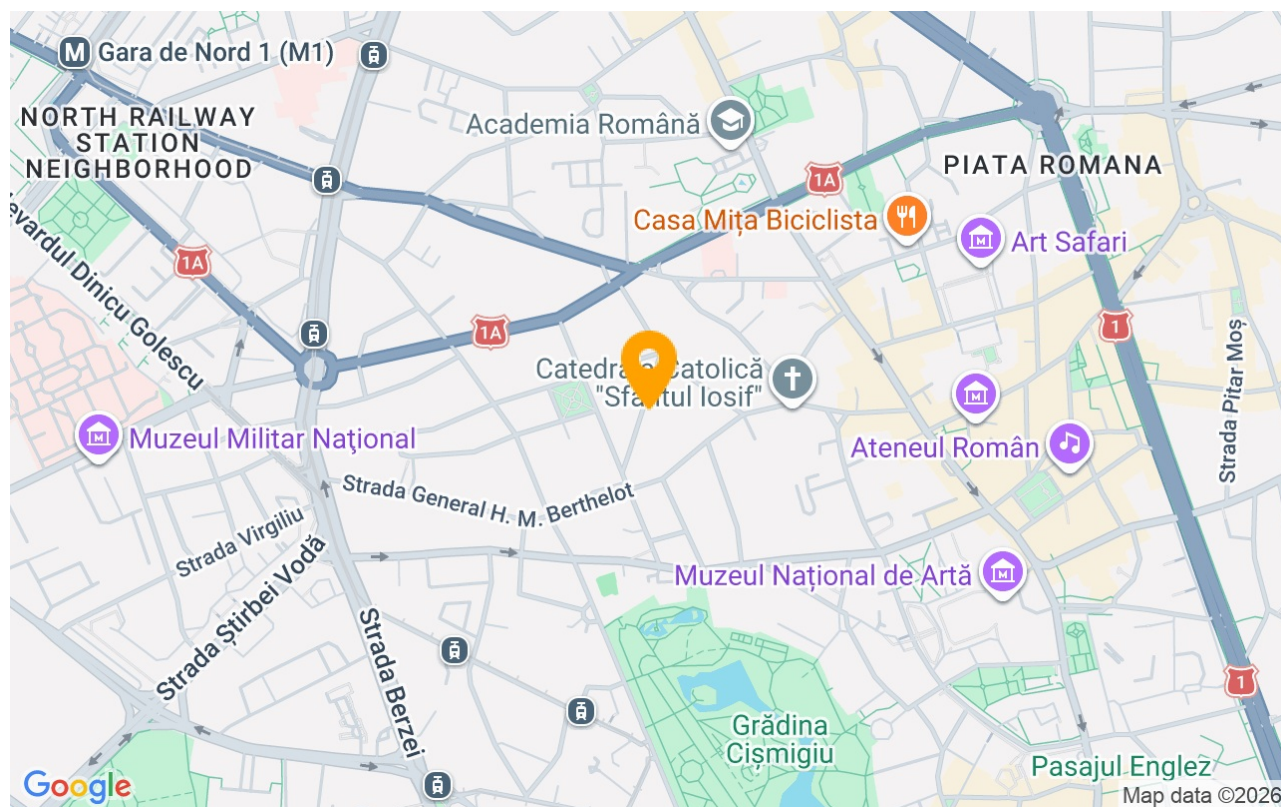 M Gara de Nord 1 (M1)
NORTH RAILWAY
STATION
NEIGHBORHOOD
Academia Română
PIATA ROMANA
1A
Casa Mița Biciclista
Art Safari
1A
Dinicu Golescu
1
1A
Catedrala Catolică
"Sfântul Iosif"
Strada Pitar Moș
Muzeul Militar Naţional
Ateneul Român
Strada General H. M. Berthelot
Strada Virgiliu
Muzeul Național de Artă
Strada Știrbei Vodă
Strada Berzei
1
Grădina
Cișmigiu
Pasajul Englez
Google
Map data ©2026